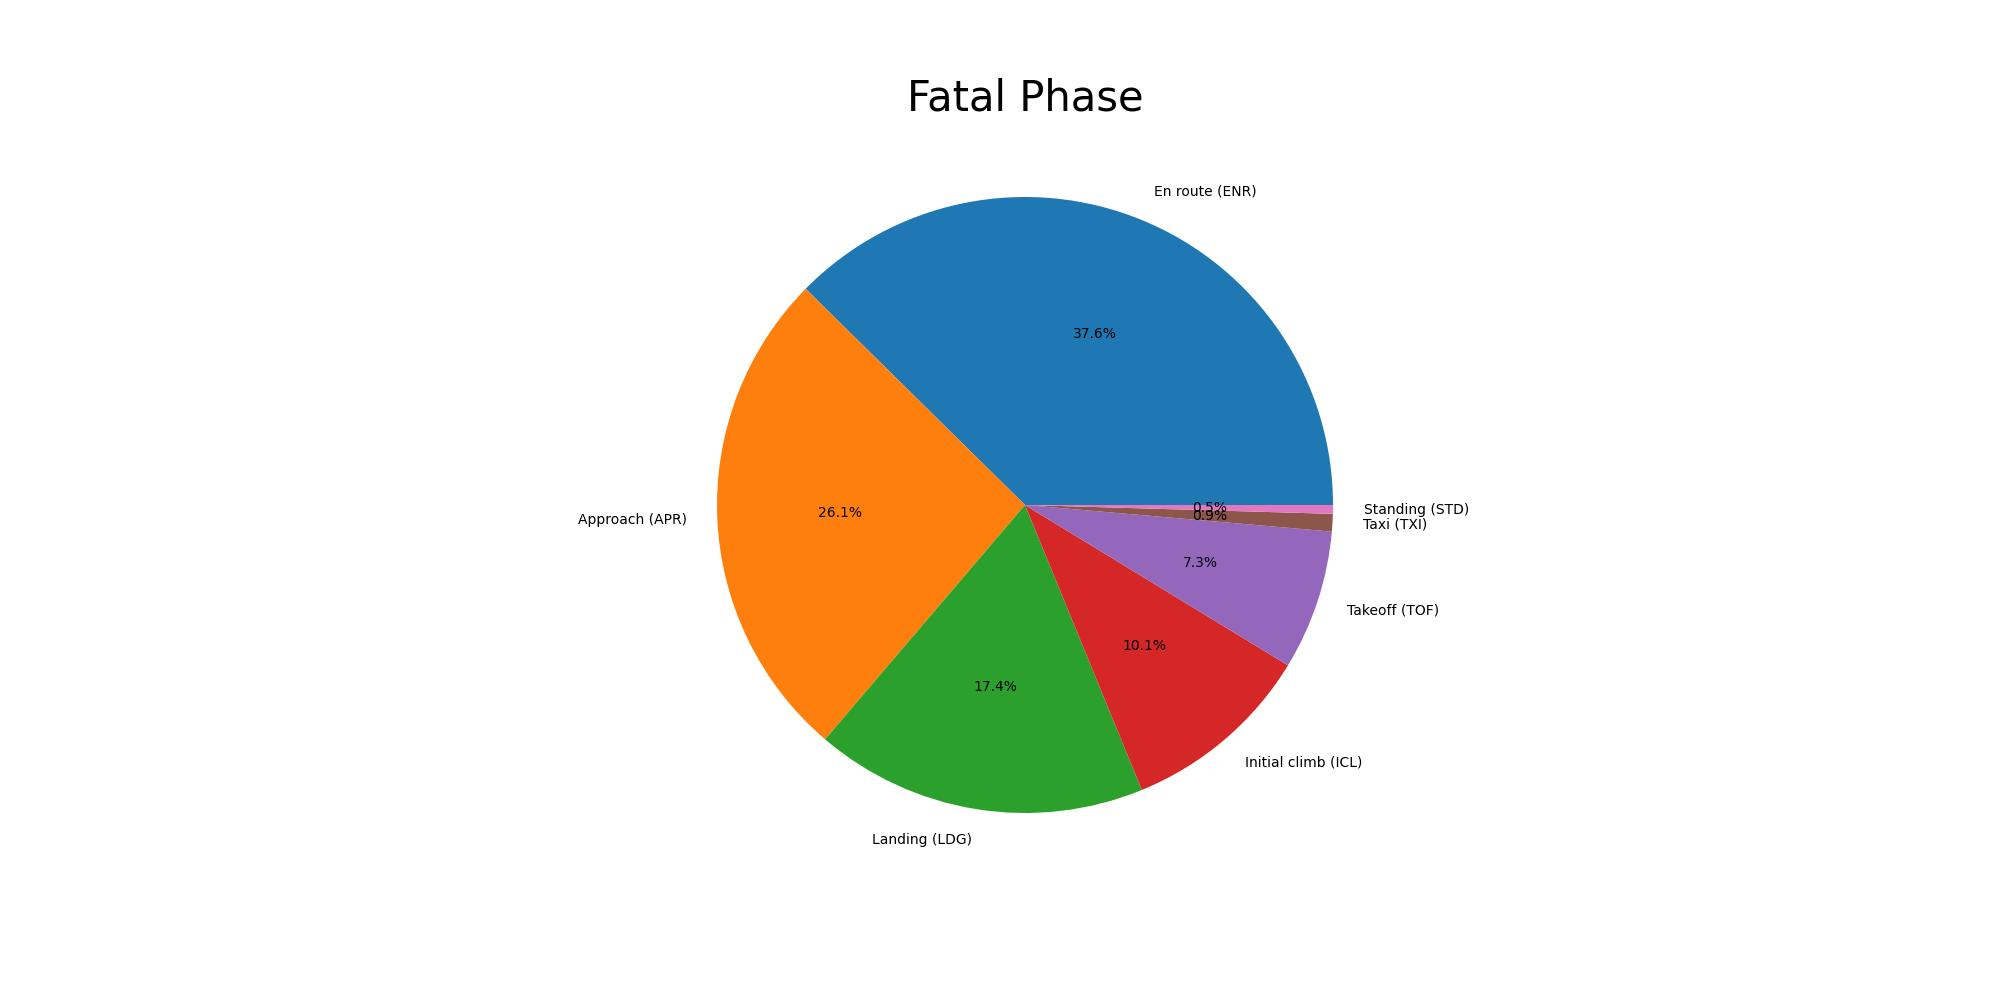 Fatal Phase
En route (ENR)
37.6%
Approach (APR)
26.1%
Landing (LDG)
17.4%
Initial climb (ICL)
10.1%
Takeoff (TOF)
7.3%
Taxi (TXI)
0.9%
Standing (STD)
0.5%